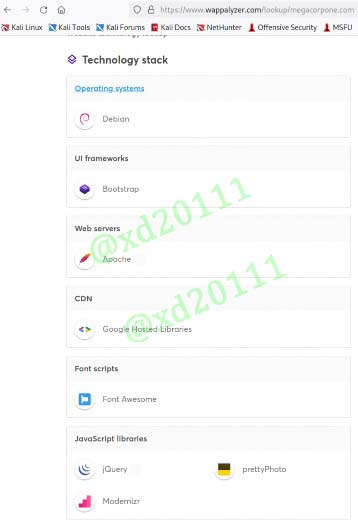 https://www.wappalyzer.com/lookup/megacorpone.com
Kali Linux Kali Tools Kali Forums Kali Docs NetHunter Offensive Security MSFU
Technology stack
Operating systems
Debian
UI frameworks
Bootstrap
Web servers
Apache
@xd20111
CDN
Google Hosted Libraries
@xd20111
Font scripts
Font Awesome
JavaScript libraries
jQuery prettyPhoto
Modernizr